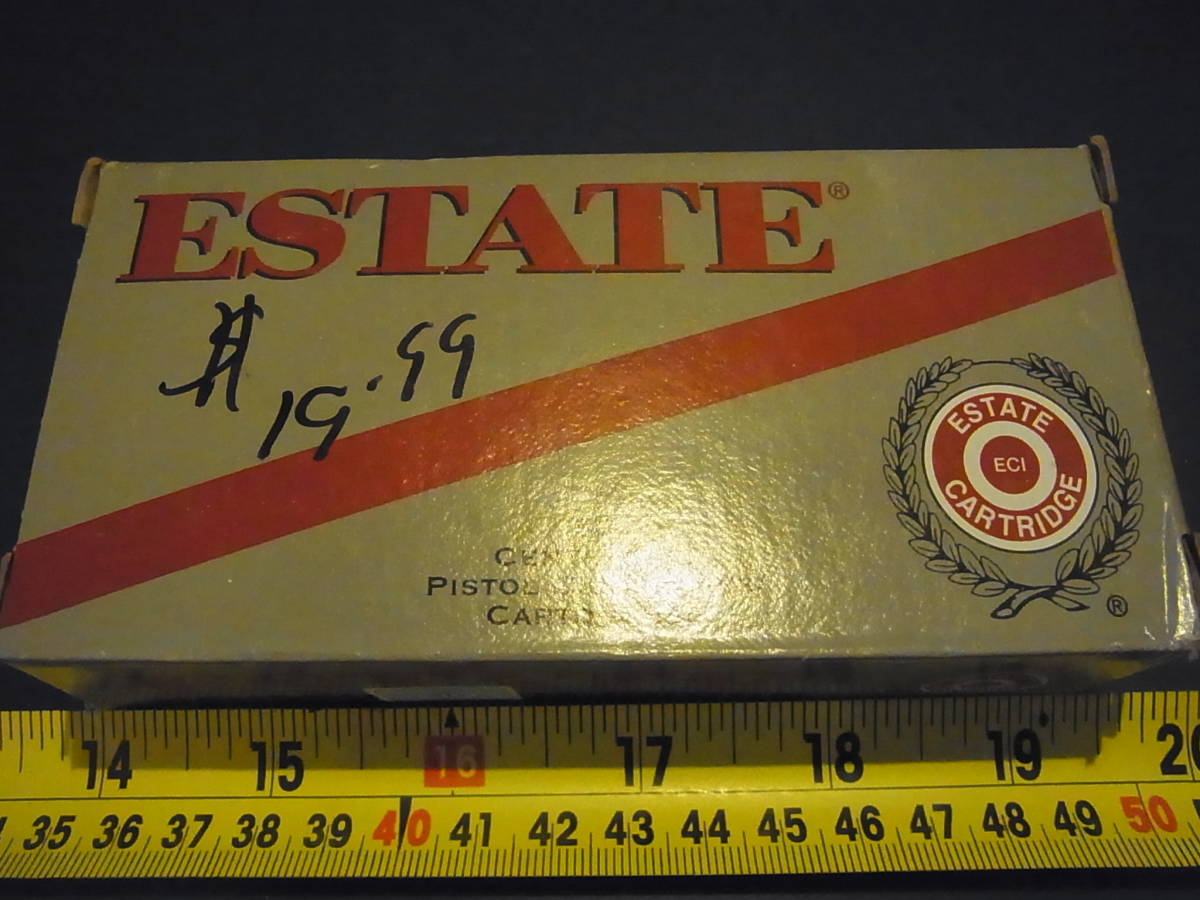 ESTATE®
$ 19.99
ESTATE
ECI
CARTRIDGE
®
14 15 16 17 18 19
35 36 37 38 39 40 41 42 43 44 45 46 47 48 49 50